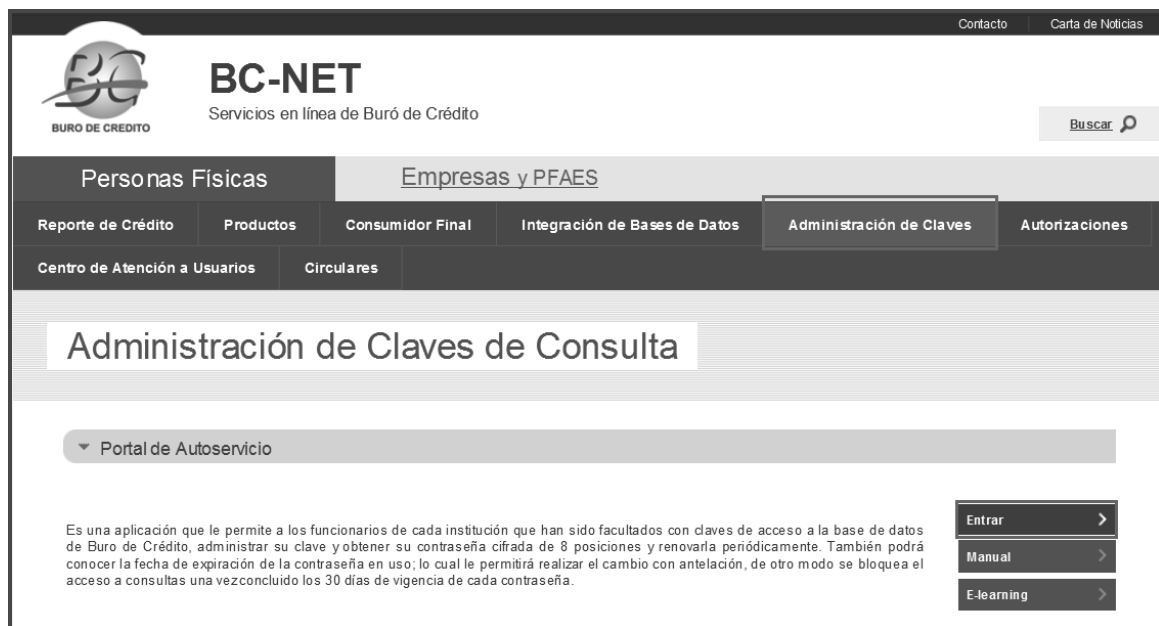 Contacto Carta de Noticias
BC
BURO DE CREDITO
BC-NET
Servicios en línea de Buró de Crédito
Buscar
Personas Físicas Empresas y PFAES
Reporte de Crédito Productos Consumidor Final Integración de Bases de Datos Administración de Claves Autorizaciones
Centro de Atención a Usuarios Circulares
Administración de Claves de Consulta
Portal de Autoservicio
Es una aplicación que le permite a los funcionarios de cada institución que han sido facultados con claves de acceso a la base de datos
de Buro de Crédito, administrar su clave y obtener su contraseña cifrada de 8 posiciones y renovarla periódicamente. También podrá
conocer la fecha de expiración de la contraseña en uso; lo cual le permitirá realizar el cambio con antelación, de otro modo se bloquea el
acceso a consultas una vez concluido los 30 días de vigencia de cada contraseña.
Entrar
Manual
E-learning